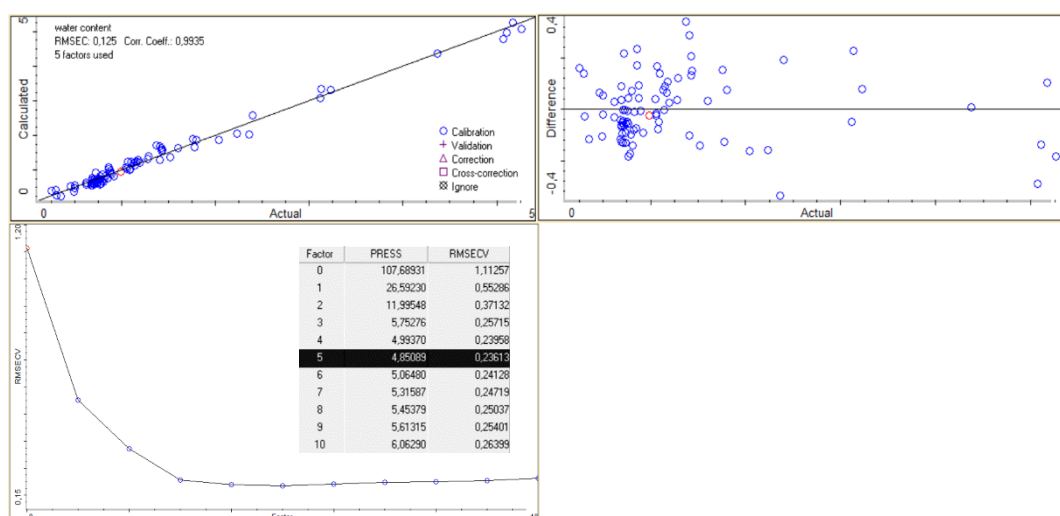 5
water content
RMSEC: 0,125 Corr. Coeff.: 0,9935
5 factors used
Calculated
Calibration
Validation
Correction
Cross-correction
Ignore
0
0
Actual
5
0,4
Difference
-0,4
0
Actual
1,20
RMSECV
0,15
Factor PRESS RMSECV
0 107,68931 1,11257
1 26,59230 0,55286
2 11,99548 0,37132
3 5,75276 0,25715
4 4,99370 0,23958
5 4,85089 0,23613
6 5,06480 0,24128
7 5,31587 0,24719
8 5,45379 0,25037
9 5,61315 0,25401
10 6,06290 0,26399
Factor